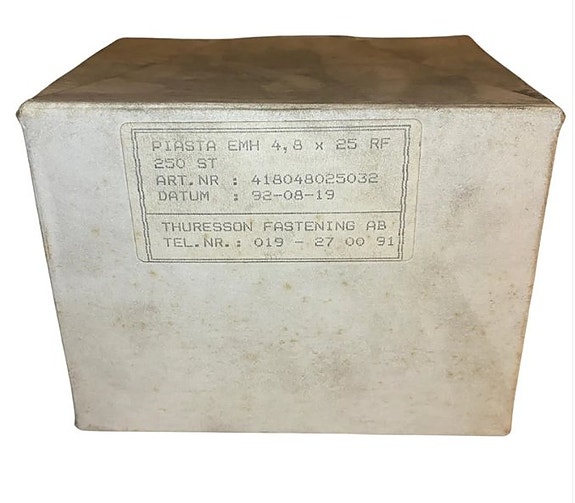 PIASTA EMH 4,8 x 25 RF
250 ST
ART.NR : 418048025032
DATUM : 92-08-19
THURESSON FASTENING AB
TEL.NR.: 019 - 27 00 91